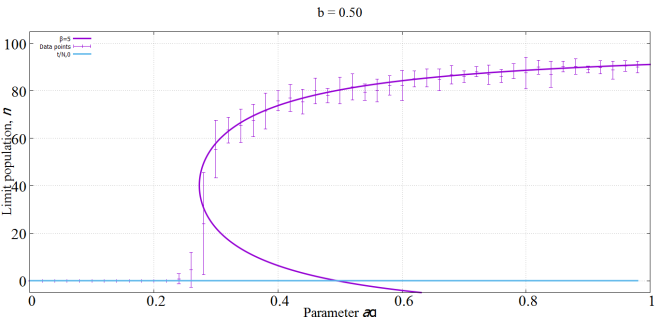 b = 0.50
100
80
60
40
20
0
β=5
Data points
t/N,0
Limit population, n
0
0.2
0.4
0.6
0.8
1
Parameter